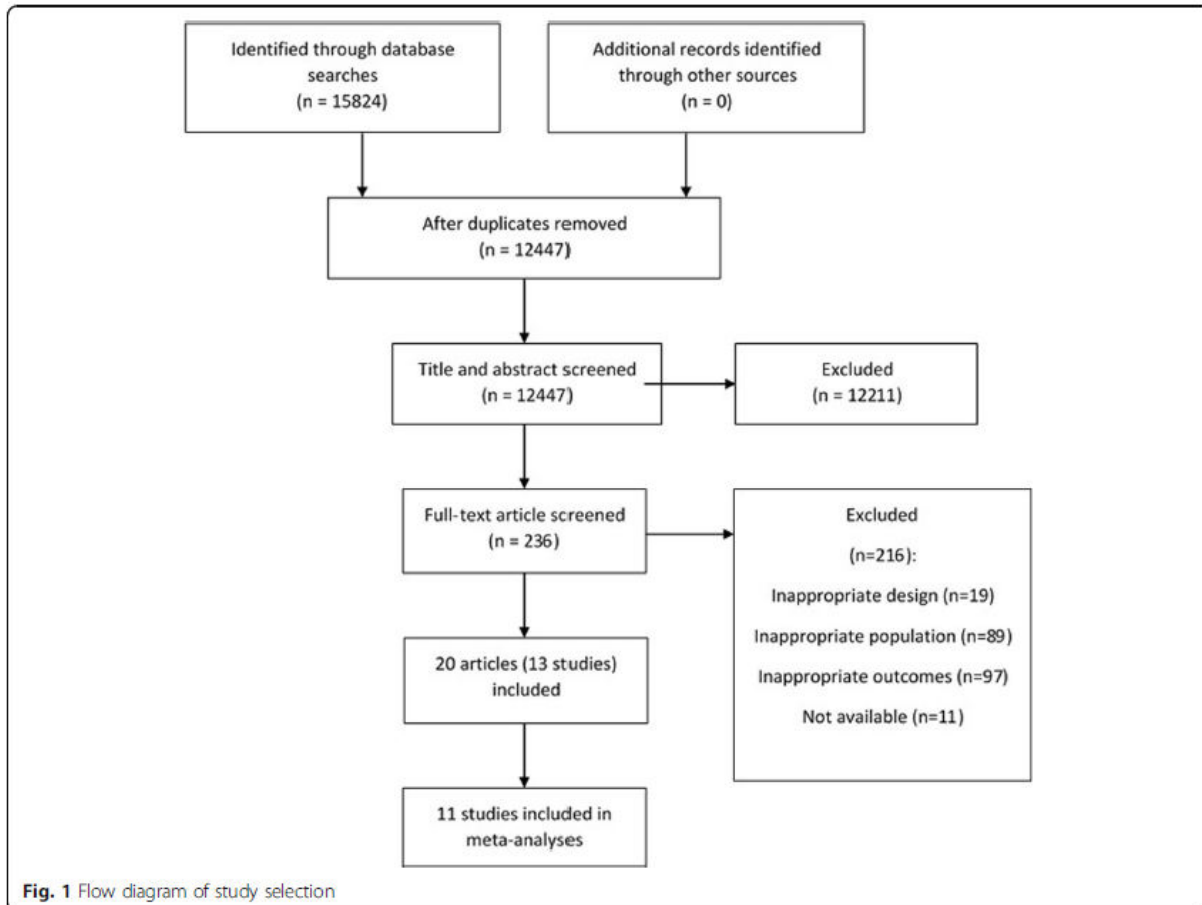 Identified through database
searches
(n = 15824)
Additional records identified
through other sources
(n = 0)
After duplicates removed
(n = 12447)
Title and abstract screened
(n = 12447)
Excluded
(n = 12211)
Full-text article screened
(n = 236)
Excluded
(n=216):
Inappropriate design (n=19)
Inappropriate population (n=89)
Inappropriate outcomes (n=97)
Not available (n=11)
20 articles (13 studies)
included
11 studies included in
meta-analyses
Fig. 1 Flow diagram of study selection